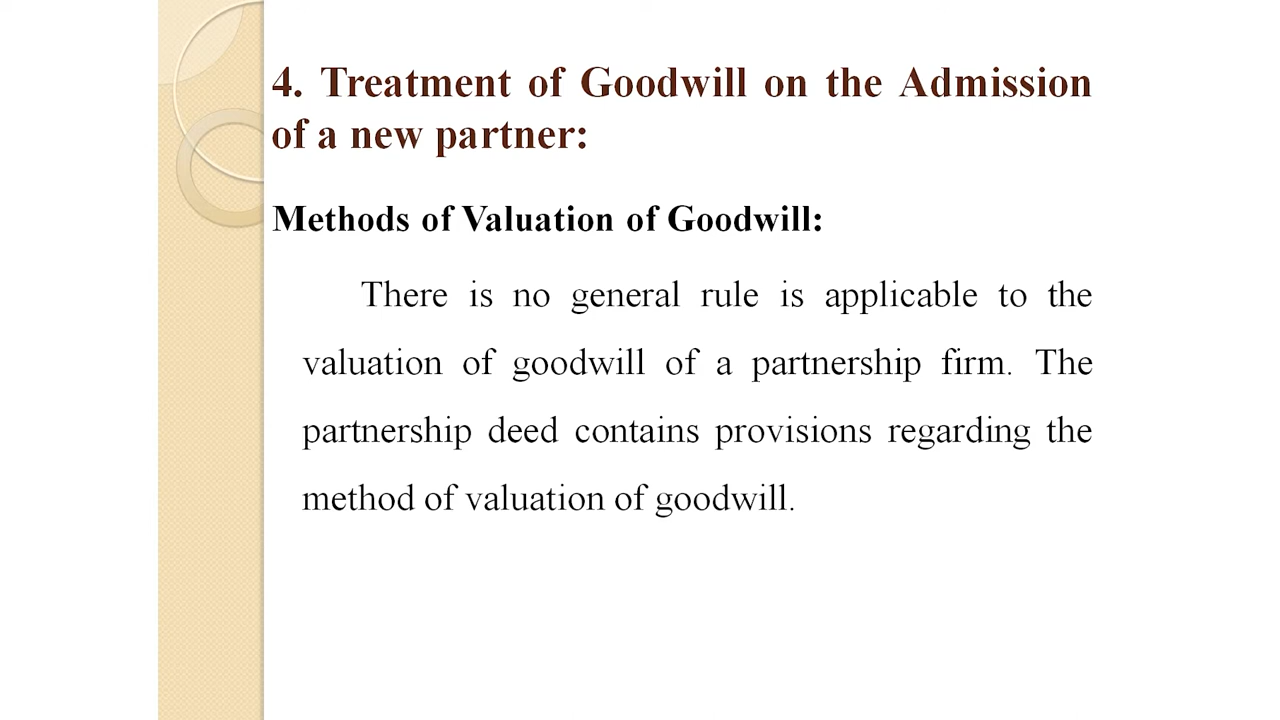 4. Treatment of Goodwill on the Admission
of a new partner:
Methods of Valuation of Goodwill:
There is no general rule is applicable to the
valuation of goodwill of a partnership firm. The
partnership deed contains provisions regarding the
method of valuation of goodwill.